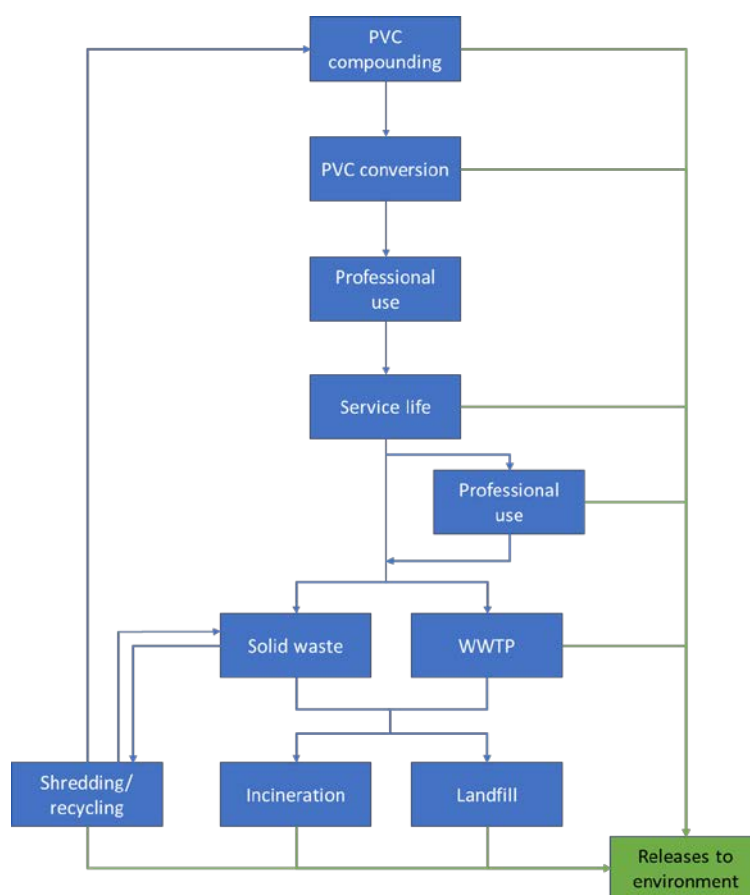 PVC
compounding
PVC conversion
Professional
use
Service life
Professional
use
Solid waste
WWTP
Shredding/
recycling
Incineration
Landfill
Releases to
environment